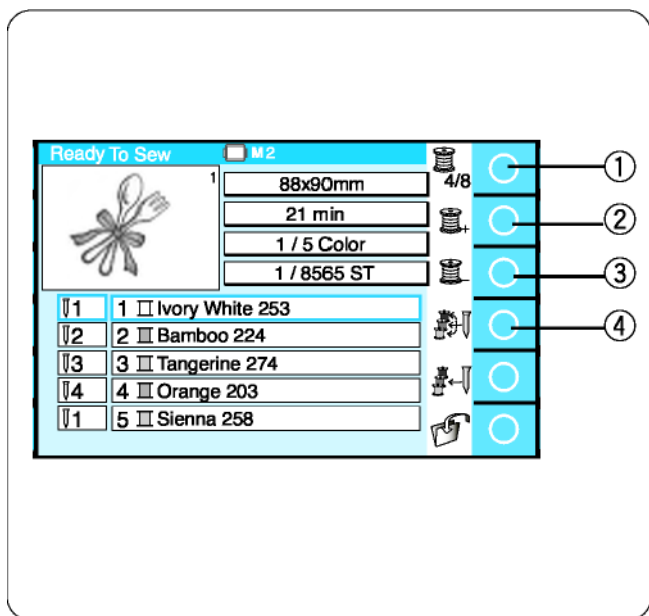 Ready To Sew M2
4/8
1
88x90mm
21 min
1 / 5 Color
1 / 8565 ST
1 1 Ivory White 253
2 2 Bamboo 224
3 3 Tangerine 274
4 4 Orange 203
1 5 Sienna 258
①
②
③
④